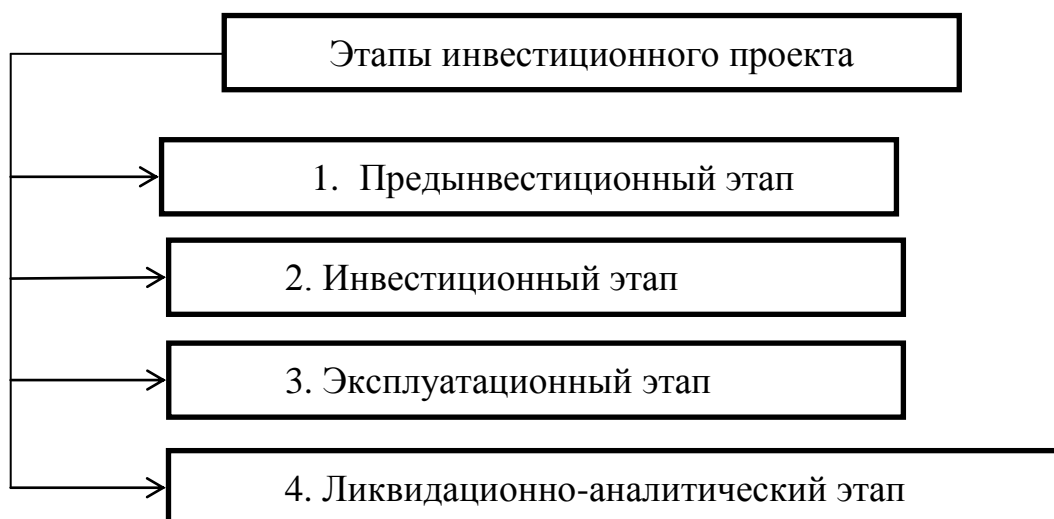 Этапы инвестиционного проекта
1. Предынвестиционный этап
2. Инвестиционный этап
3. Эксплуатационный этап
4. Ликвидационно-аналитический этап